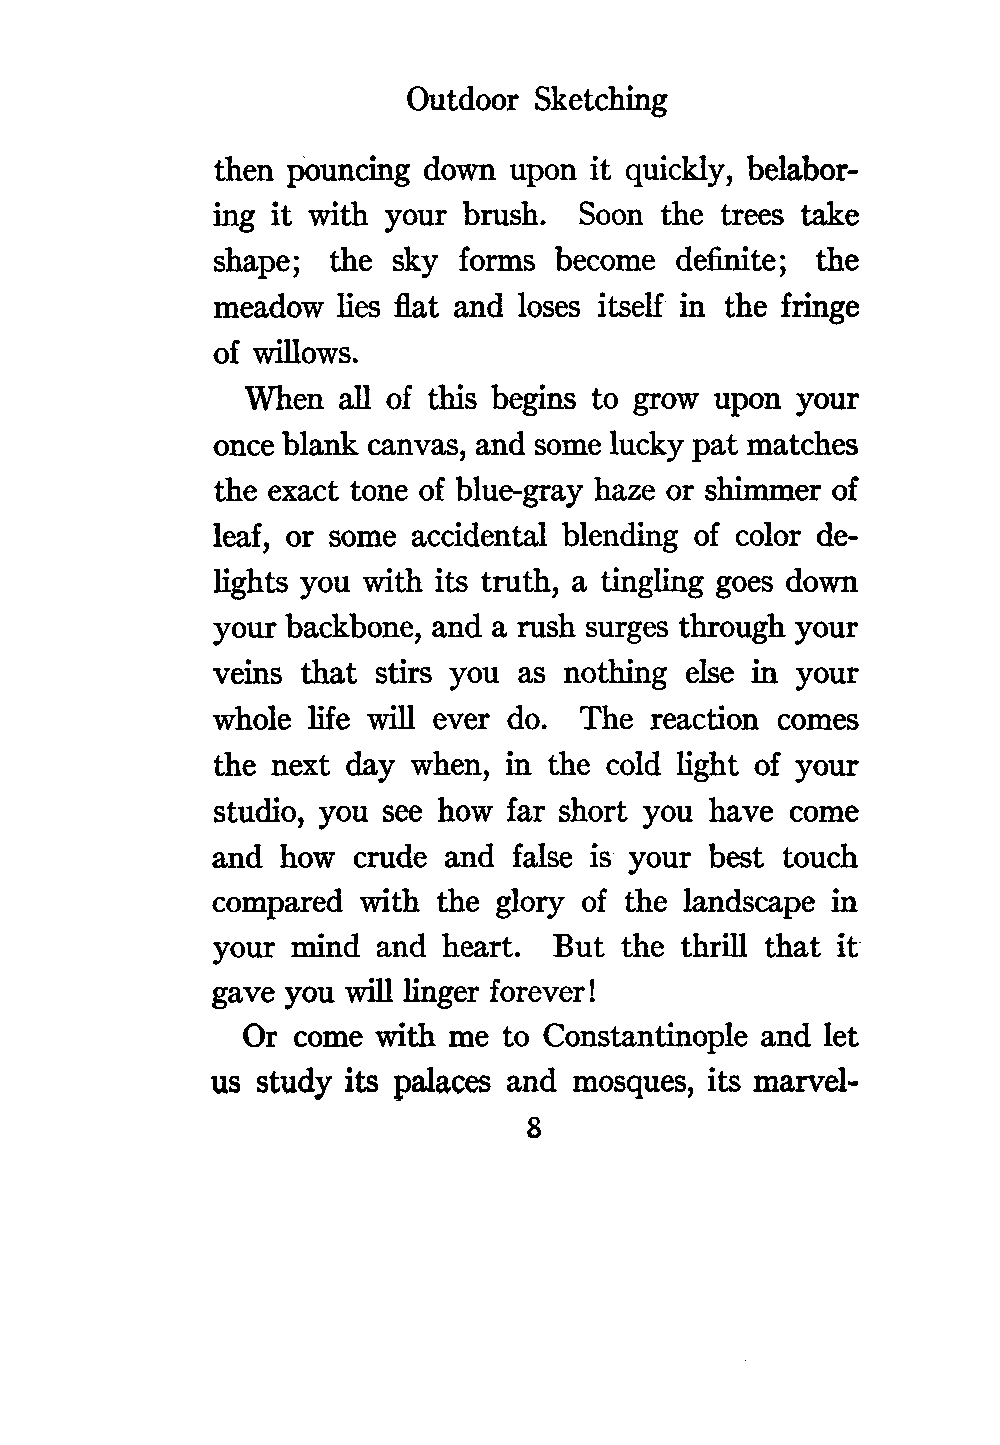 Outdoor Sketching
then pouncing down upon it quickly, belabor-
ing it with your brush. Soon the trees take
shape; the sky forms become definite; the
meadow lies flat and loses itself in the fringe
of willows.
When all of this begins to grow upon your
once blank canvas, and some lucky pat matches
the exact tone of blue-gray haze or shimmer of
leaf, or some accidental blending of color de-
lights you with its truth, a tingling goes down
your backbone, and a rush surges through your
veins that stirs you as nothing else in your
whole life will ever do. The reaction comes
the next day when, in the cold light of your
studio, you see how far short you have come
and how crude and false is your best touch
compared with the glory of the landscape in
your mind and heart. But the thrill that it
gave you will linger forever!
Or come with me to Constantinople and let
us study its palaces and mosques, its marvel-
8